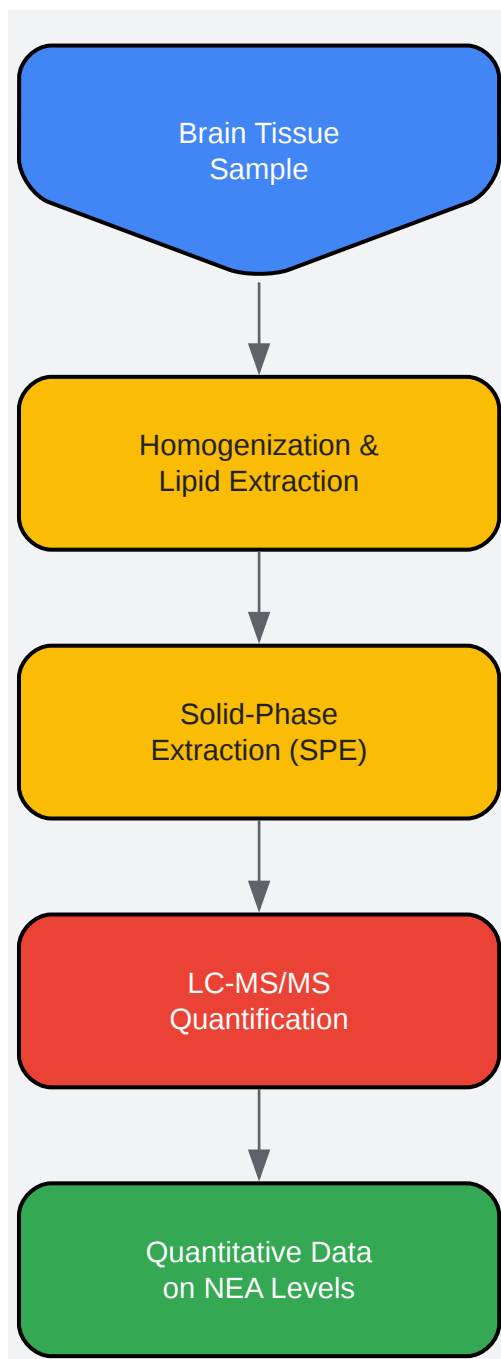 Brain Tissue
Sample
Homogenization &
Lipid Extraction
Solid-Phase
Extraction (SPE)
LC-MS/MS
Quantification
Quantitative Data
on NEA Levels